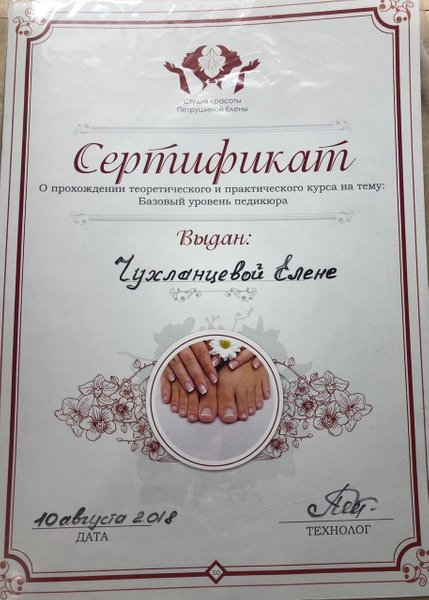 Студия красоты
Петрушиной Елены
Сертификат
О прохождении теоретического и практического курса на тему:
Базовый уровень педикюра
Выдан:
Чухланцевой Елене
10 августа 2018
ДАТА
ТЕХНОЛОГ
50